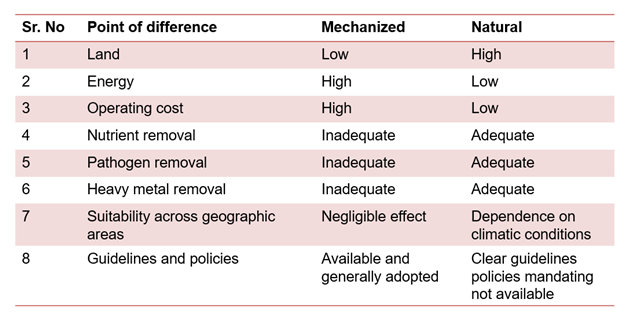 Sr. No Point of difference Mechanized Natural
1 Land Low High
2 Energy High Low
3 Operating cost High Low
4 Nutrient removal Inadequate Adequate
5 Pathogen removal Inadequate Adequate
6 Heavy metal removal Inadequate Adequate
7 Suitability across geographic Negligible effect Dependence on
areas climatic conditions
8 Guidelines and policies Available and Clear guidelines
generally adopted policies mandating
not available